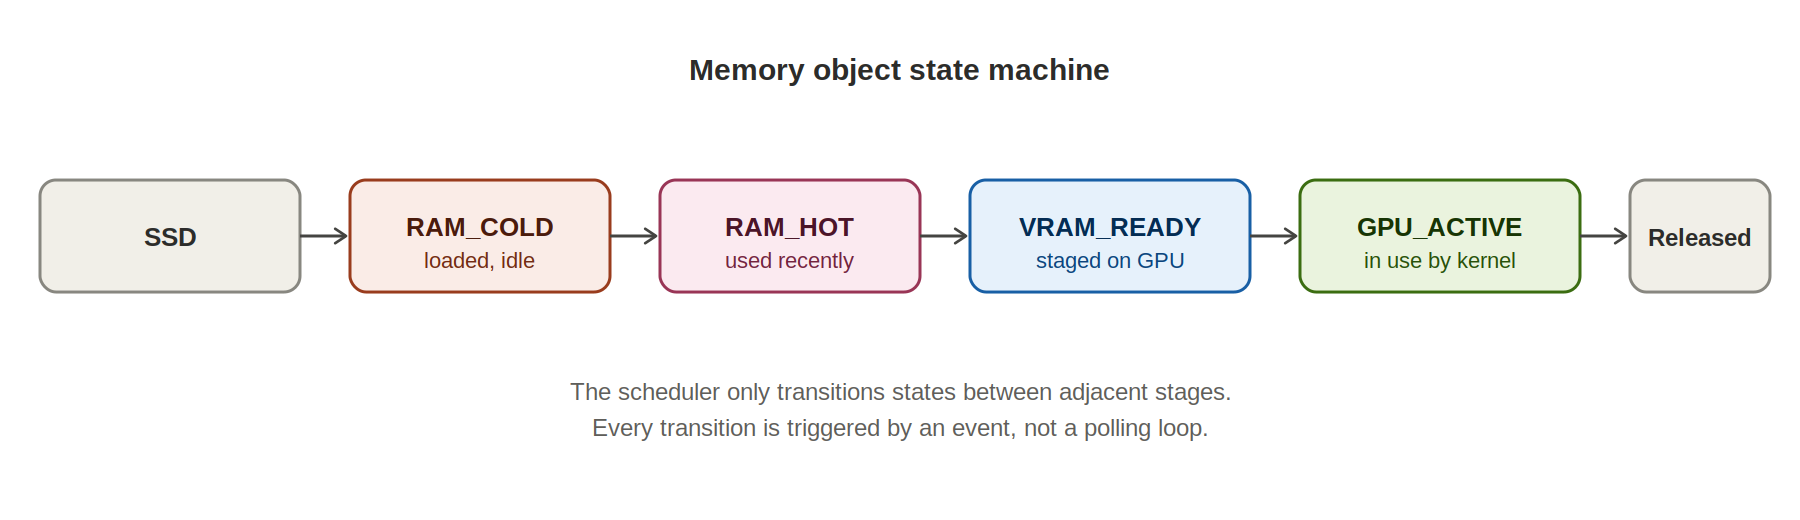 Memory object state machine
SSD
RAM_COLD
loaded, idle
RAM_HOT
used recently
VRAM_READY
staged on GPU
GPU_ACTIVE
in use by kernel
Released
The scheduler only transitions states between adjacent stages.
Every transition is triggered by an event, not a polling loop.